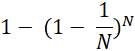 1 − (1 − 1/N)^N